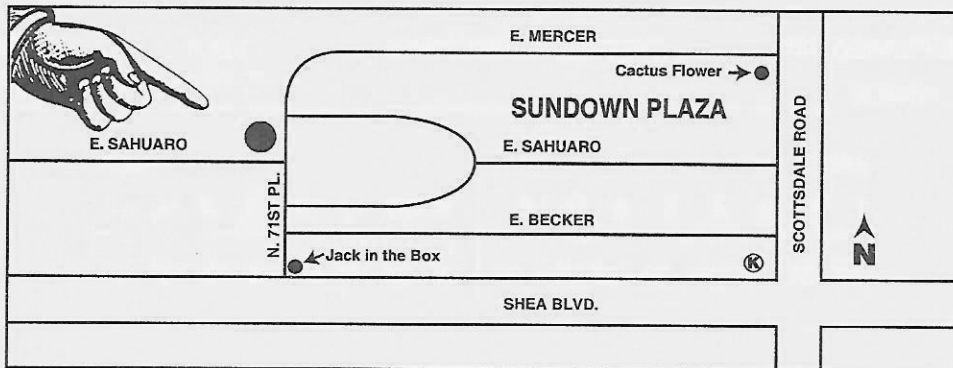 E. MERCER
Cactus Flower
SUNDOWN PLAZA
E. SAHUARO
E. SAHUARO
N. 71ST PL.
SCOTTSDALE ROAD
E. BECKER
N
Jack in the Box
K
SHEA BLVD.